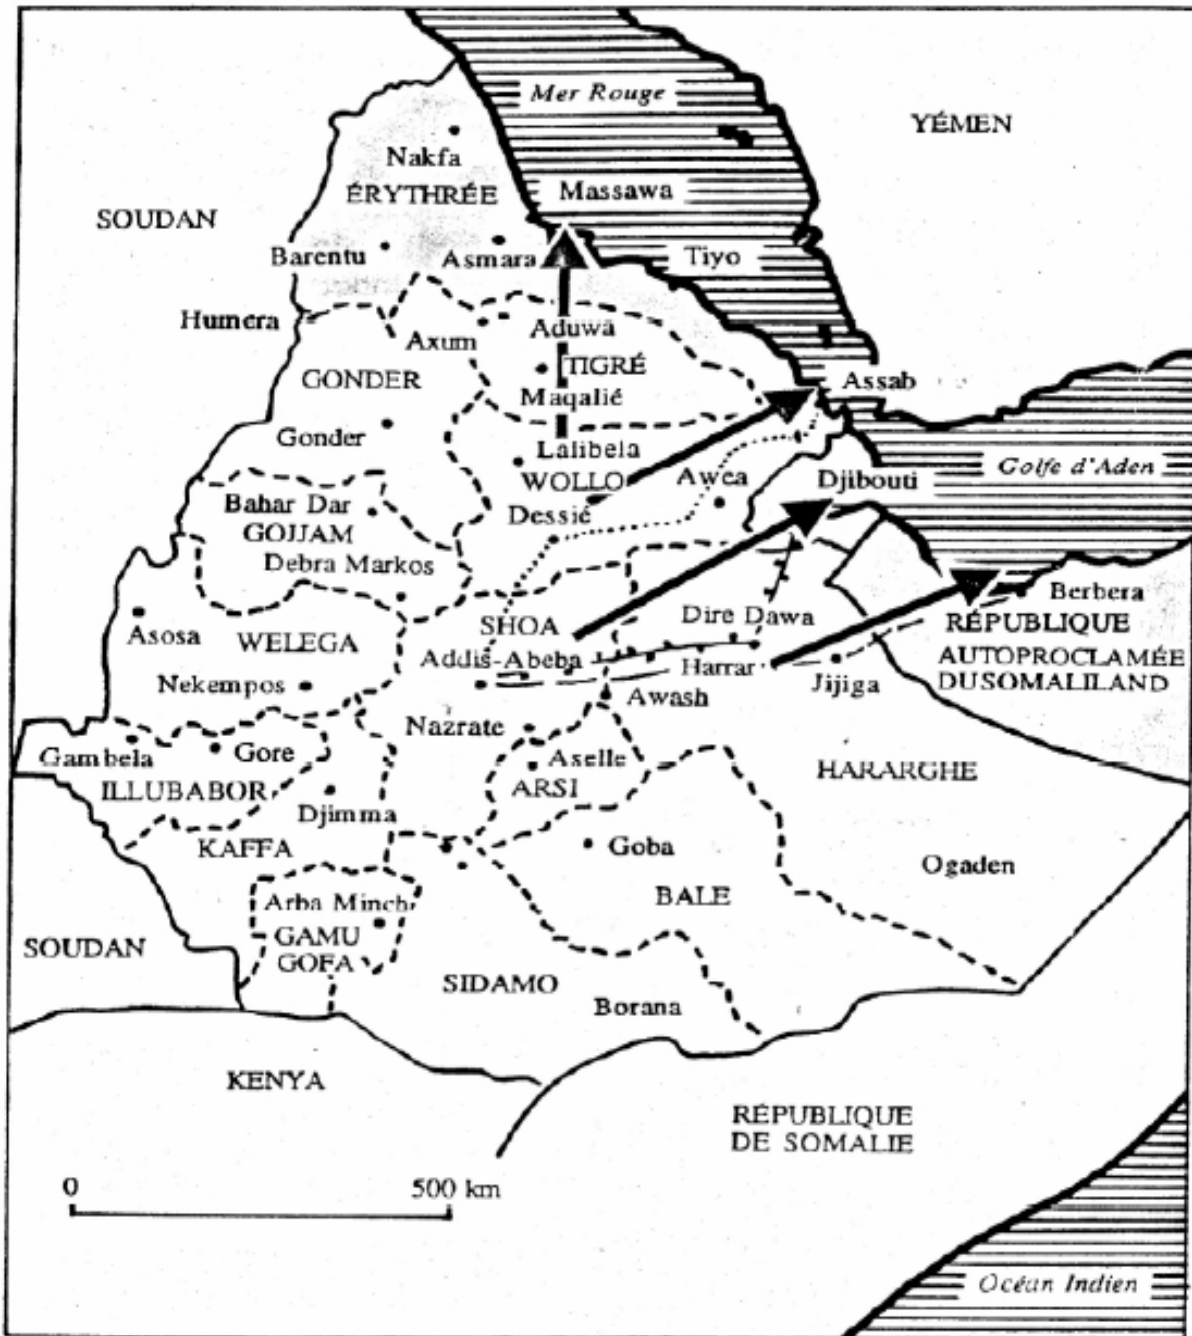 Mer Rouge
YÉMEN
Nakfa
ÉRYTHRÉE
Massawa
SOUDAN
Barentu
Asmara
Tiyo
Humera
Axum
Aduwa
TIGRÉ
GONDER
Maqalié
Assab
Gonder
Lalibela
WOLLO
Awea
Djibouti
Golfe d'Aden
Bahar Dar
GOJJAM
Dessié
Debra Markos
Asosa
WELEGA
SHOA
Dire Dawa
Berbera
RÉPUBLIQUE
AUTOPROCLAMÉE
DU SOMALILAND
Addis-Abeba
Harrar
Jijiga
Nekempos
Awash
Nazrate
Gambela
Gore
Aselle
ARSI
HARARGHE
ILLUBABOR
Djimma
KAFFA
Goba
Ogaden
Arba Minch
BALE
GAMU
GOFA
SOUDAN
SIDAMO
Borana
KENYA
RÉPUBLIQUE
DE SOMALIE
0 500 km
Océan Indien